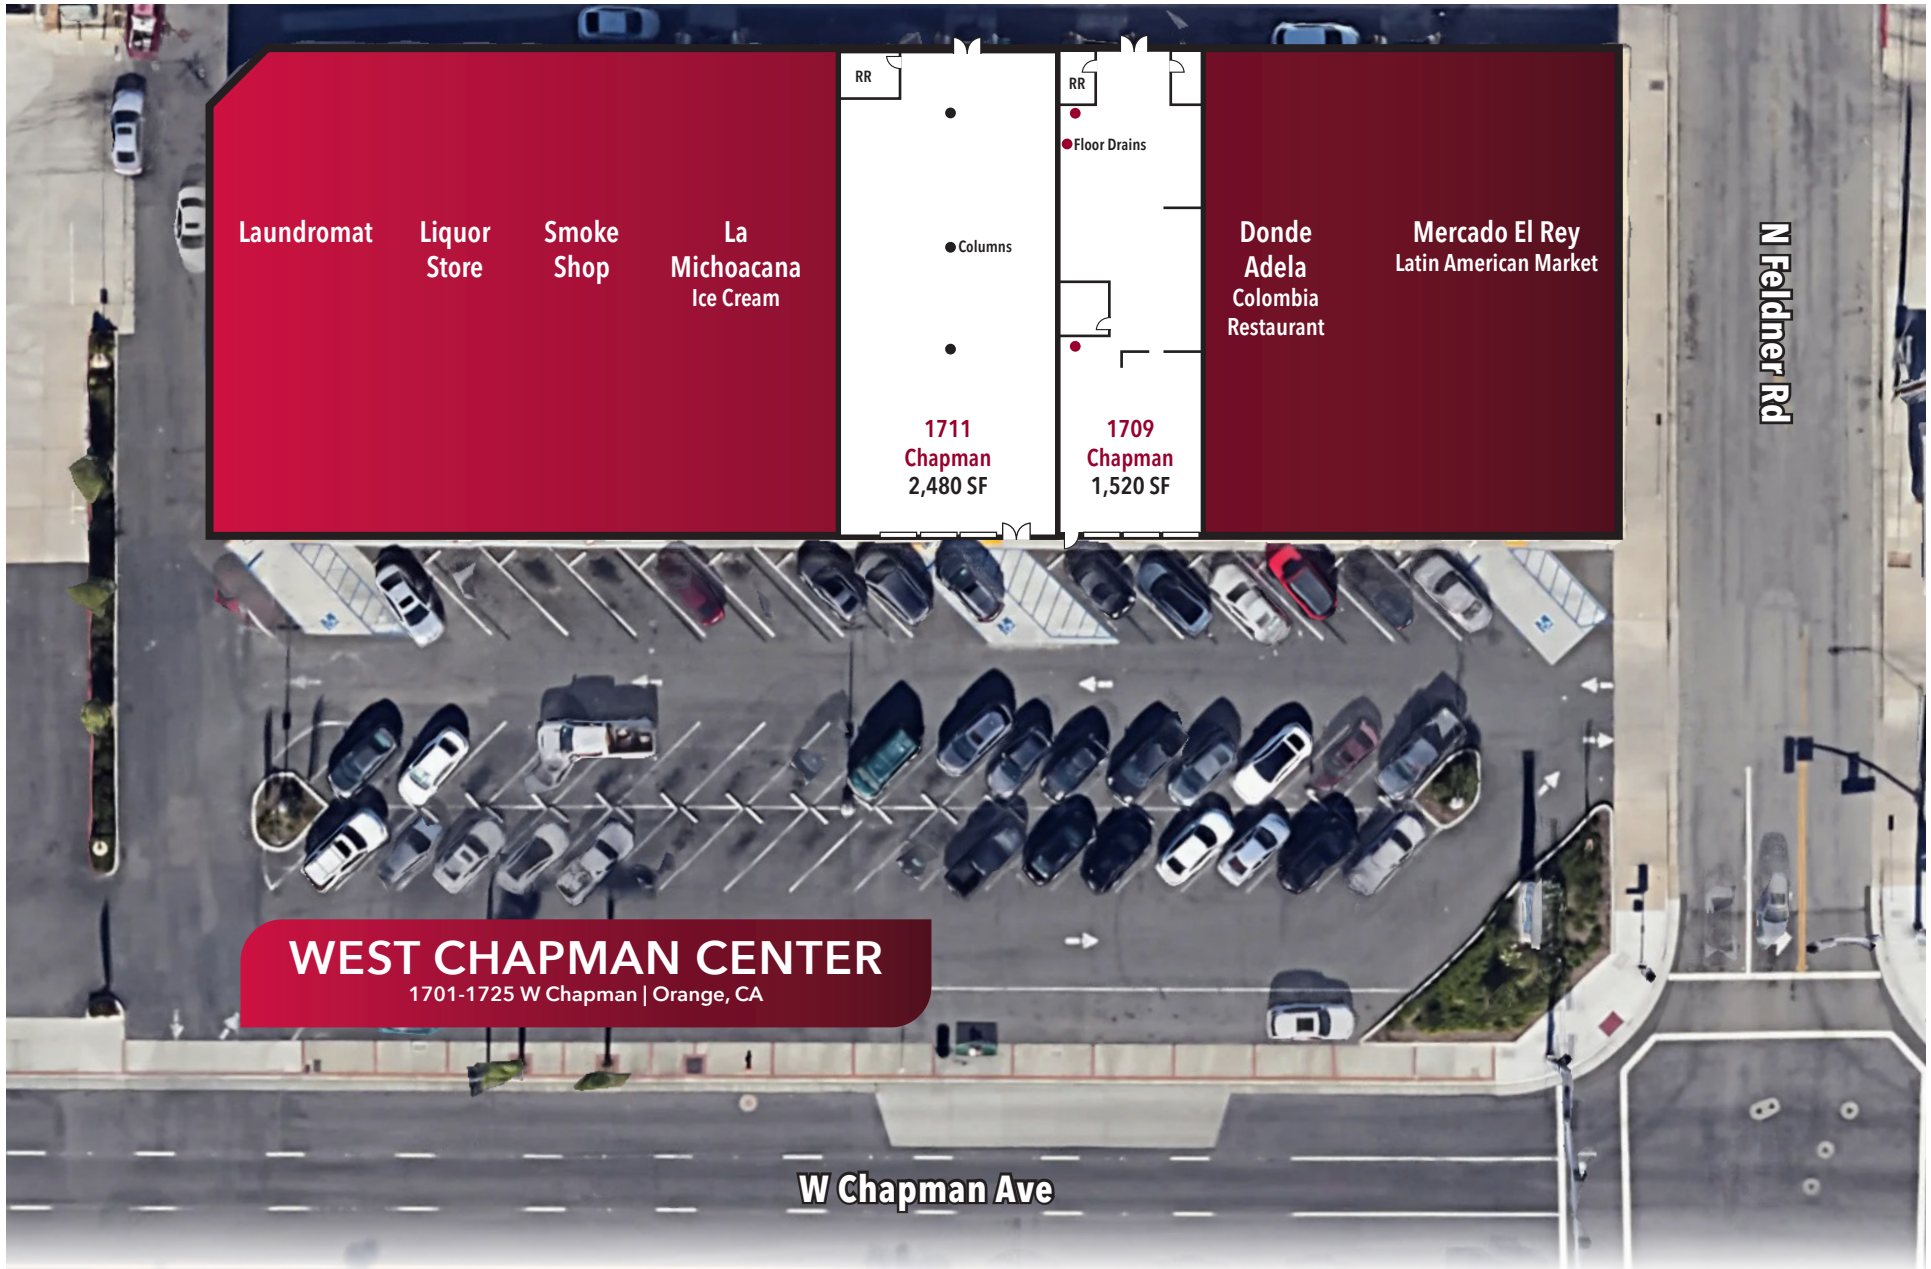 RR
RR
Floor Drains
Columns
Laundromat
Liquor
Store
Smoke
Shop
La
Michoacana
Ice Cream
1711
Chapman
2,480 SF
1709
Chapman
1,520 SF
Donde
Adela
Colombia
Restaurant
Mercado El Rey
Latin American Market
N Feldner Rd
WEST CHAPMAN CENTER
1701-1725 W Chapman | Orange, CA
W Chapman Ave